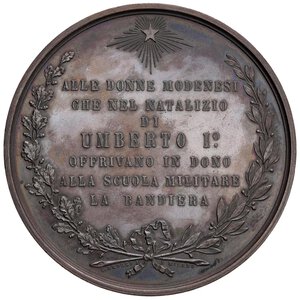 ALLE DONNE MODENESI
CHE NEL NATALIZIO
DI
UMBERTO I°.
OFFRIVANO IN DONO
ALLA SCUOLA MILITARE
LA BANDIERA